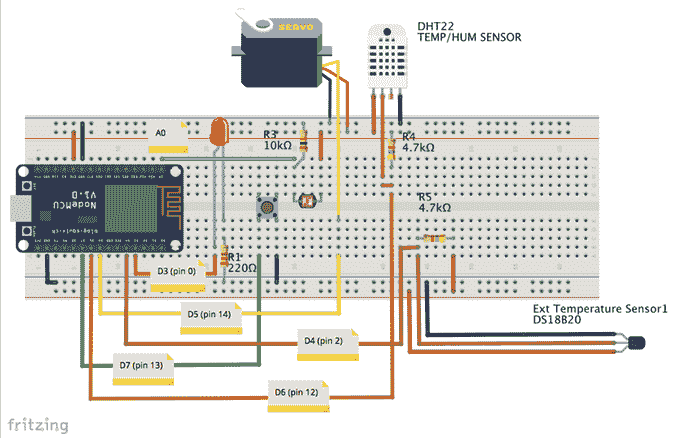 DHT22
TEMP/HUM SENSOR
A0
R3
10kΩ
R4
4.7kΩ
NodeMCU
V1.0
R5
4.7kΩ
R1
220Ω
D3 (pin 0)
D5 (pin 14)
Ext Temperature Sensor1
DS18B20
D4 (pin 2)
D7 (pin 13)
D6 (pin 12)
fritzing